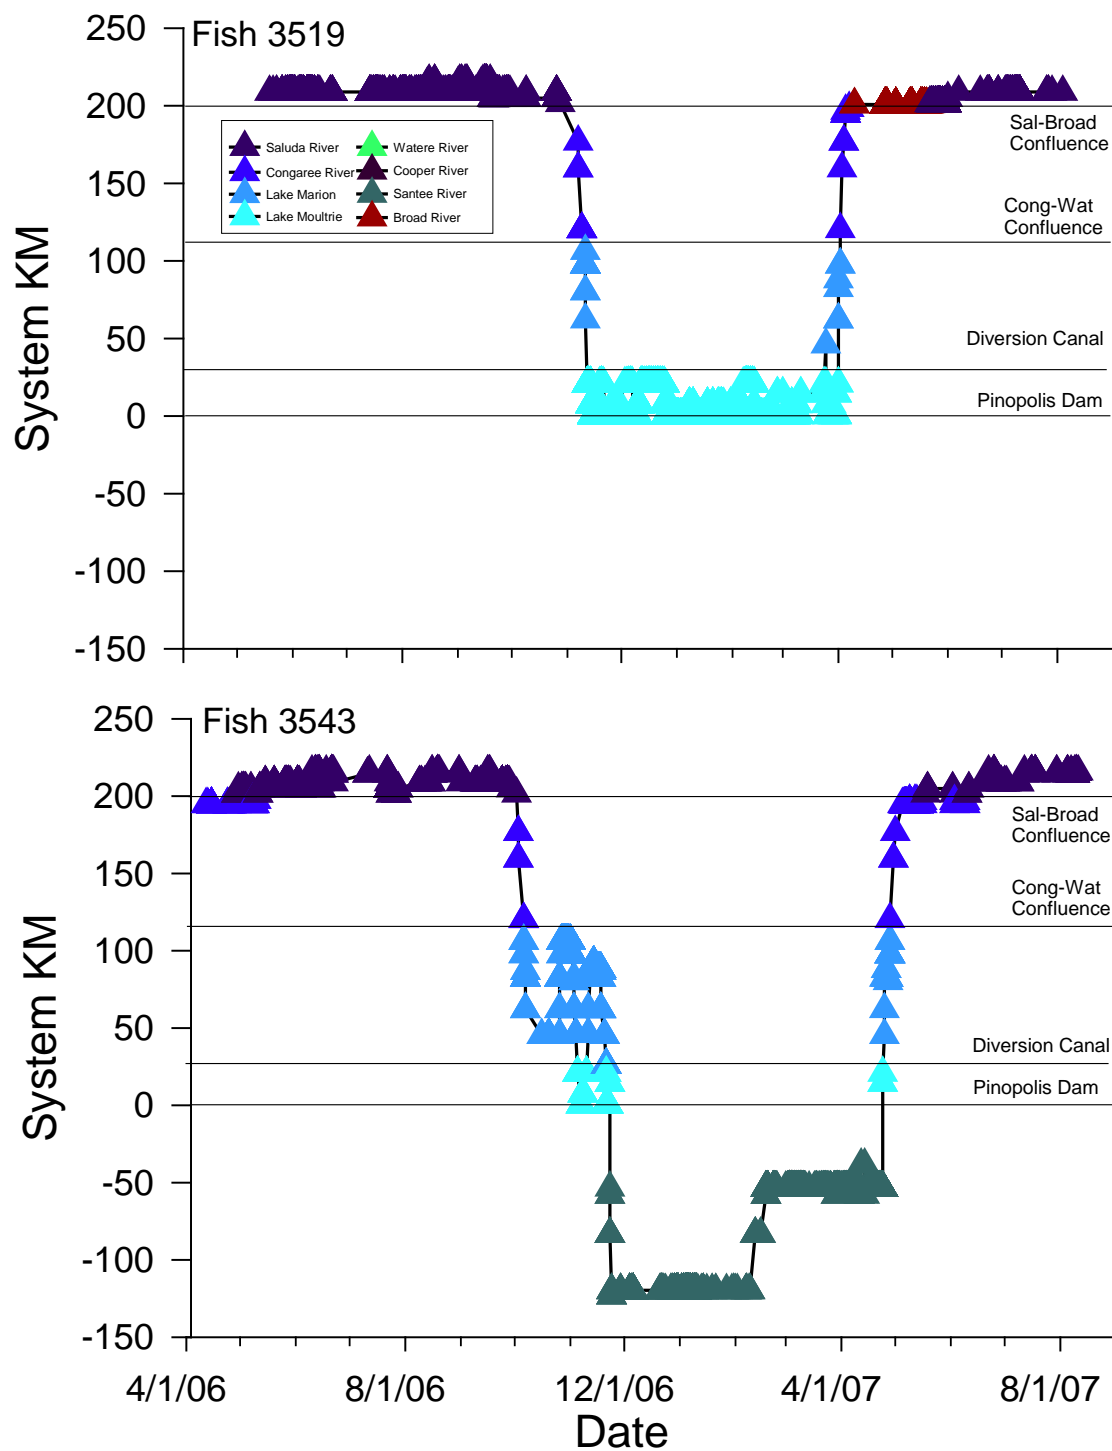 Fish 3519
250
200
150
100
50
0
-50
-100
-150
System KM
Saluda River
Congaree River
Lake Marion
Lake Moultrie
Watere River
Cooper River
Santee River
Broad River
Sal-Broad
Confluence
Cong-Wat
Confluence
Diversion Canal
Pinopolis Dam
Fish 3543
250
200
150
100
50
0
-50
-100
-150
System KM
Sal-Broad
Confluence
Cong-Wat
Confluence
Diversion Canal
Pinopolis Dam
4/1/06
8/1/06
12/1/06
4/1/07
8/1/07
Date